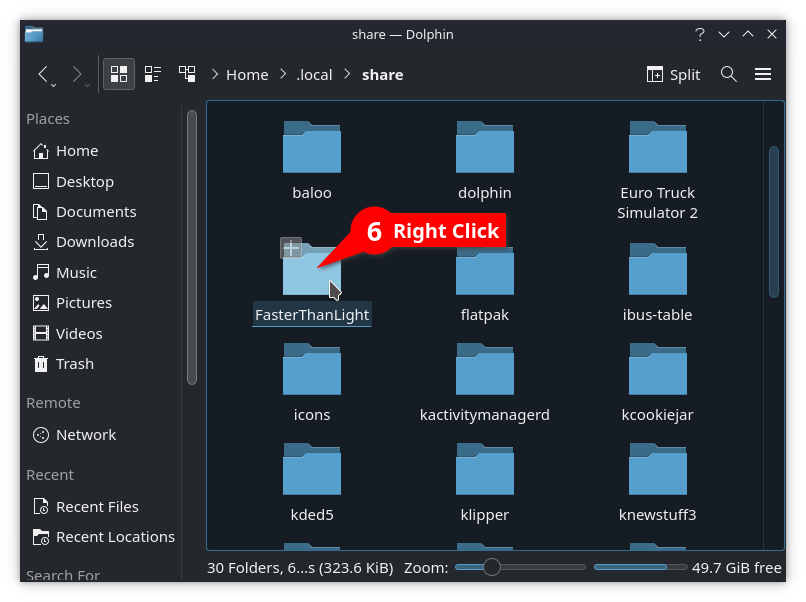 share — Dolphin
Home
.local
share
Split
Places
Home
Desktop
Documents
Downloads
Music
Pictures
Videos
Trash
Remote
Network
Recent
Recent Files
Recent Locations
Search For
baloo
dolphin
Euro Truck
Simulator 2
6 Right Click
FasterThanLight
flatpak
ibus-table
icons
kactivitymanagerd
kcookiejar
kded5
klipper
knewstuff3
30 Folders, 6...s (323.6 KiB)
Zoom:
49.7 GiB free